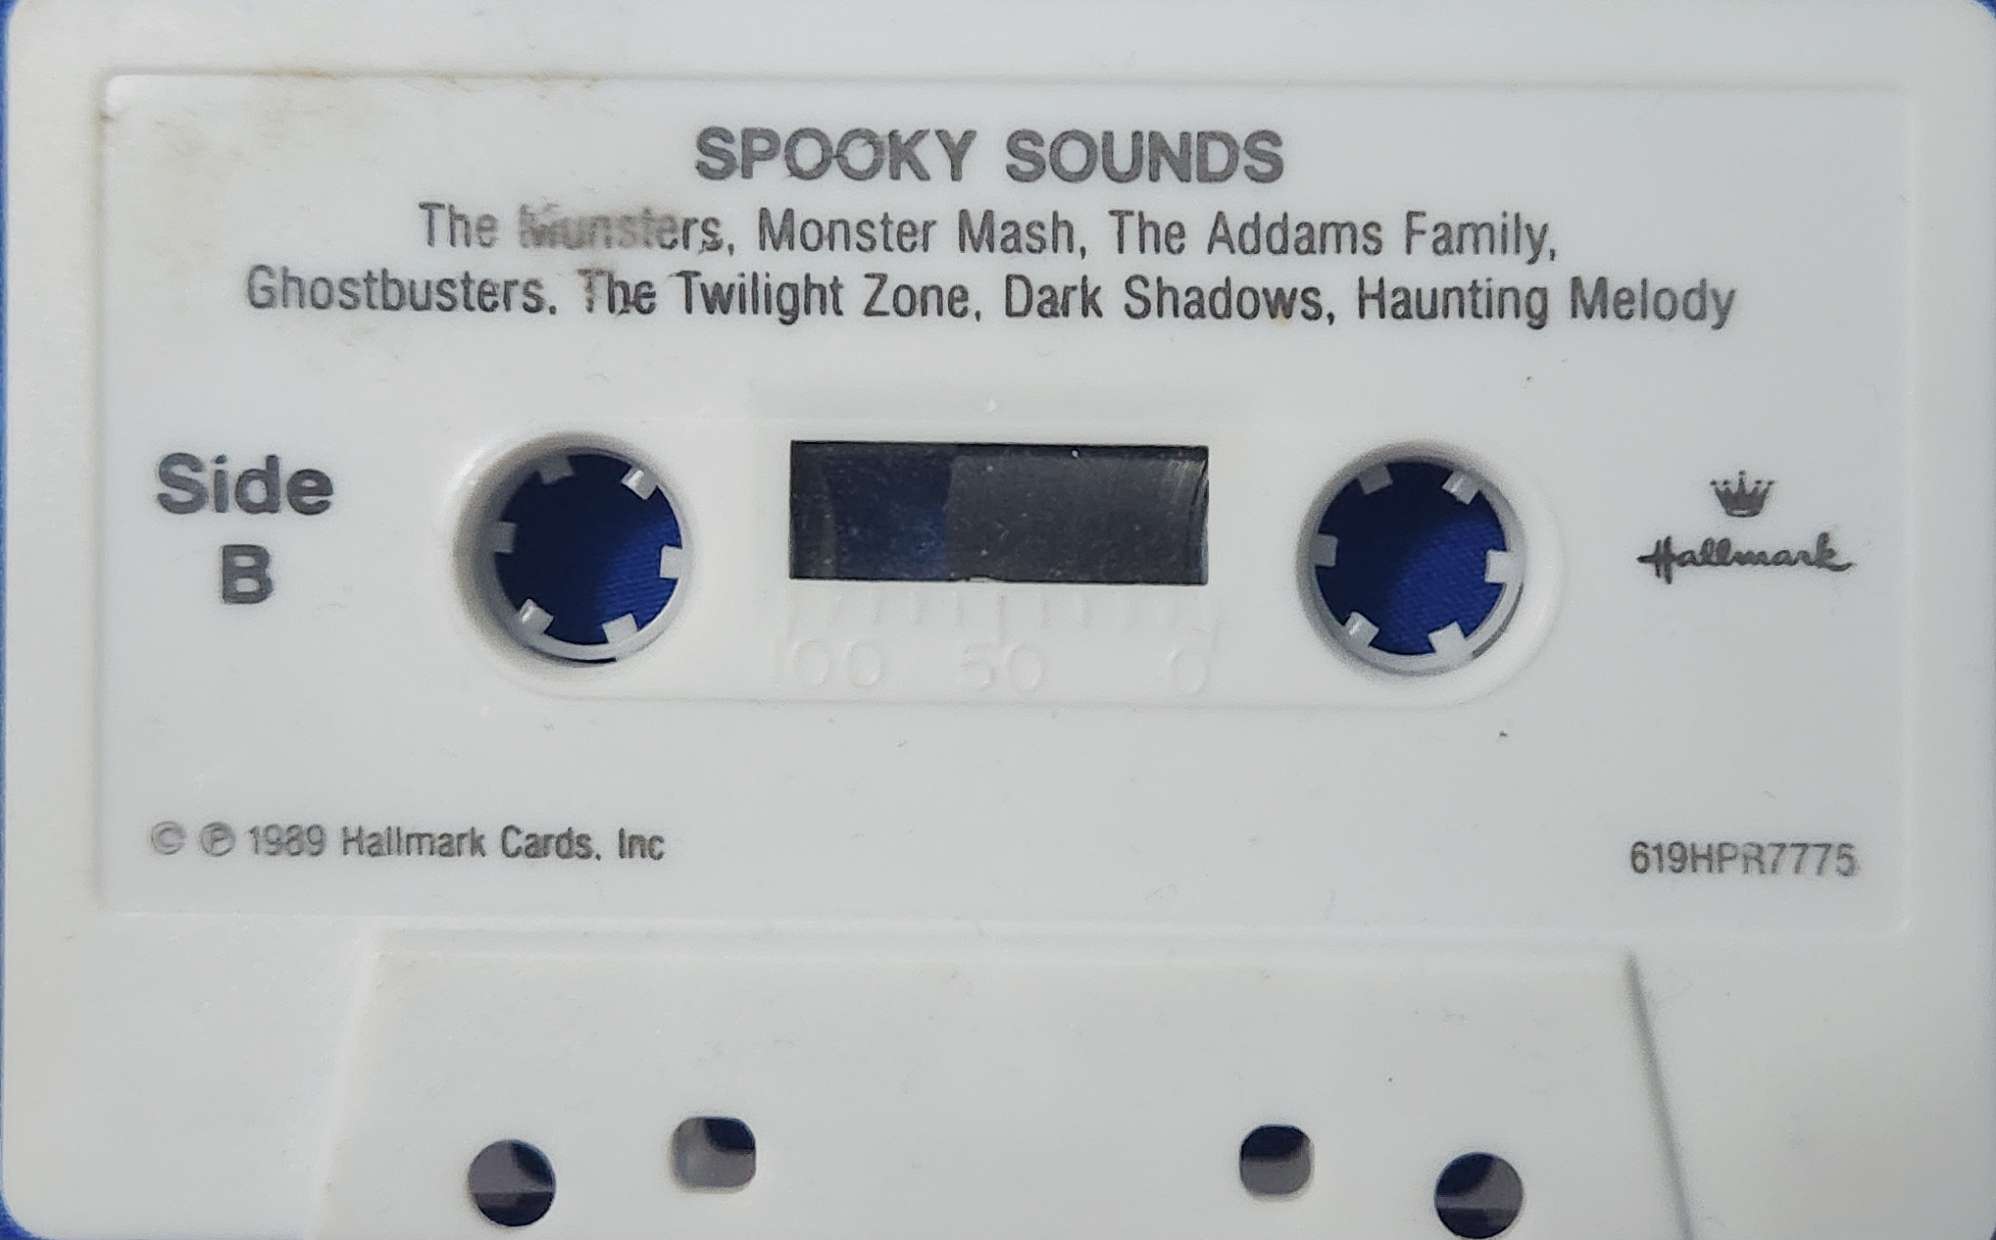 SPOOKY SOUNDS
The Munsters, Monster Mash, The Addams Family,
Ghostbusters. The Twilight Zone, Dark Shadows, Haunting Melody
Side
B
Hallmark
100 50 0
© ℗ 1989 Hallmark Cards, Inc
619HPR7775